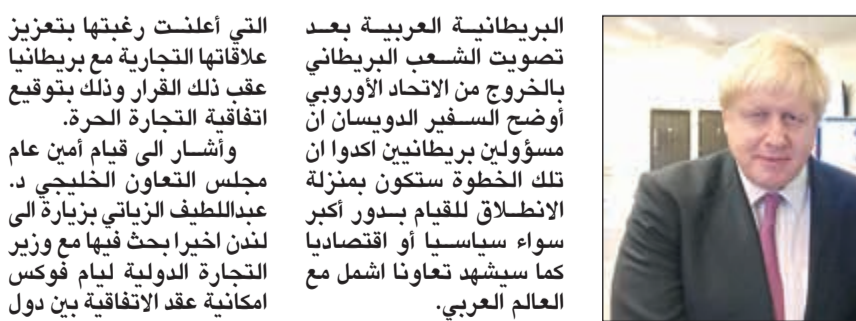 البريطانية العربية بعد
تصويت الشعب البريطاني
بالخروج من الاتحاد الأوروبي
أوضح السفير الدويسان ان
مسؤولين بريطانيين اكدوا ان
تلك الخطوة ستكون بمنزلة
الانطلاق للقيام بدور أكبر
سواء سياسيا أو اقتصاديا
كما سيشهد تعاونا اشمل مع
العالم العربي.
التي أعلنت رغبتها بتعزيز
علاقاتها التجارية مع بريطانيا
عقب ذلك القرار وذلك بتوقيع
اتفاقية التجارة الحرة.
وأشار الى قيام أمين عام
مجلس التعاون الخليجي د.
عبداللطيف الزياتي بزيارة الى
لندن اخيرا بحث فيها مع وزير
التجارة الدولية ليام فوكس
امكانية عقد الاتفاقية بين دول